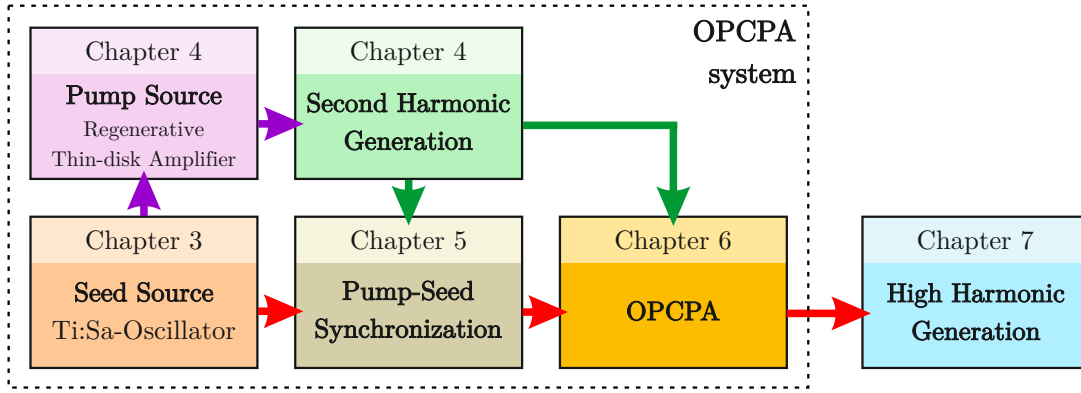 OPCPA
system
Chapter 4
Pump Source
Regenerative
Thin-disk Amplifier
Chapter 4
Second Harmonic
Generation
Chapter 3
Seed Source
Ti:Sa-Oscillator
Chapter 5
Pump-Seed
Synchronization
Chapter 6
OPCPA
Chapter 7
High Harmonic
Generation